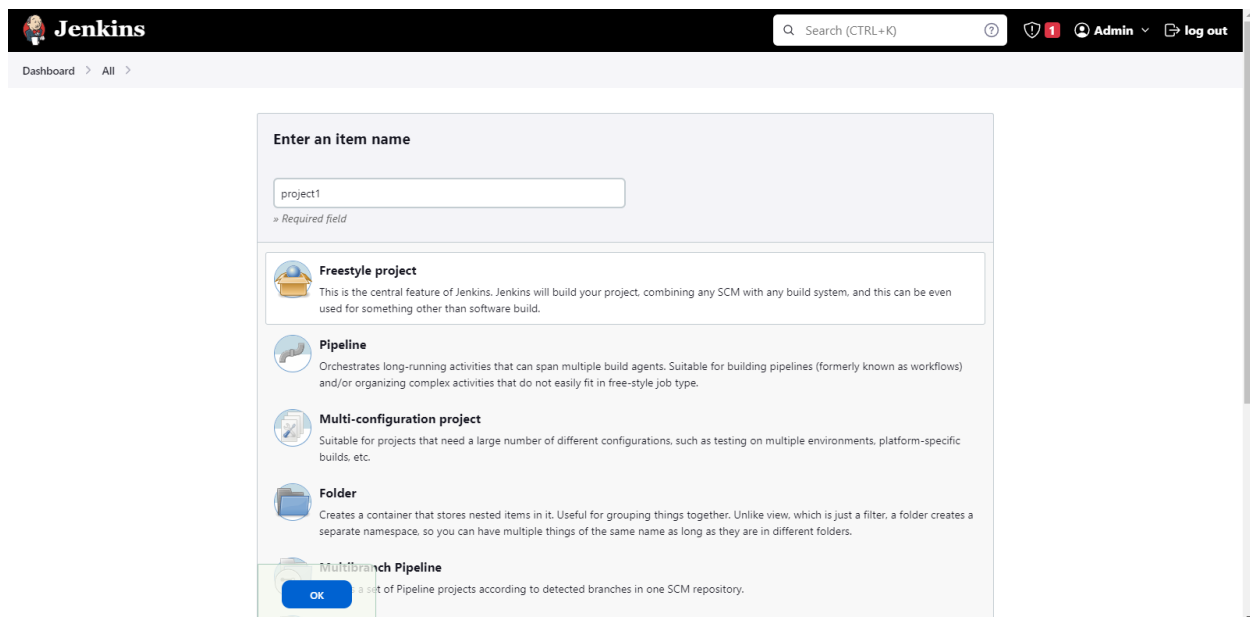 Jenkins
Search (CTRL+K)
1
Admin
log out
Dashboard > All >
Enter an item name
project1
» Required field
Freestyle project
This is the central feature of Jenkins. Jenkins will build your project, combining any SCM with any build system, and this can be even
used for something other than software build.
Pipeline
Orchestrates long-running activities that can span multiple build agents. Suitable for building pipelines (formerly known as workflows)
and/or organizing complex activities that do not easily fit in free-style job type.
Multi-configuration project
Suitable for projects that need a large number of different configurations, such as testing on multiple environments, platform-specific
builds, etc.
Folder
Creates a container that stores nested items in it. Useful for grouping things together. Unlike view, which is just a filter, a folder creates a
separate namespace, so you can have multiple things of the same name as long as they are in different folders.
Multibranch Pipeline
a set of Pipeline projects according to detected branches in one SCM repository.
OK